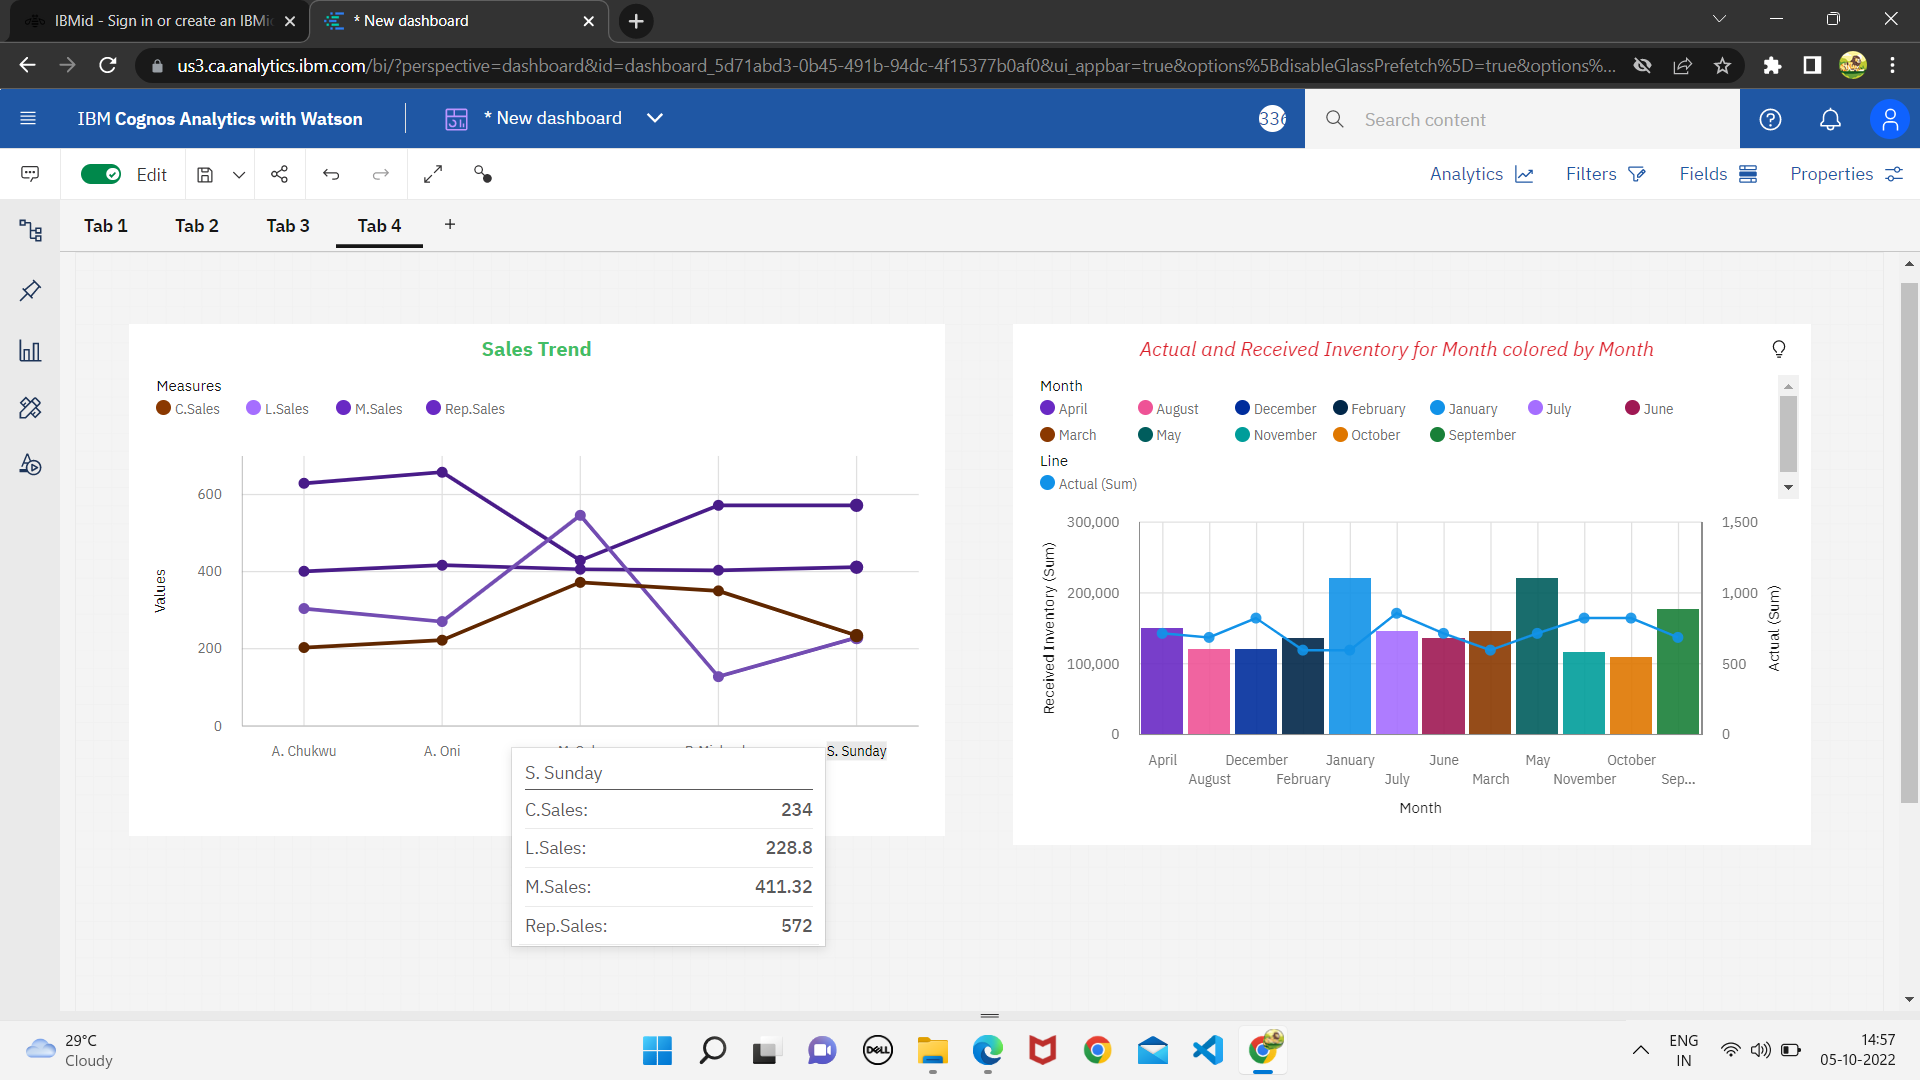 IBMid - Sign in or create an IBMi
* New dashboard
us3.ca.analytics.ibm.com/bi/?perspective=dashboard&id=dashboard_5d71abd3-0b45-491b-94dc-4f15377b0af0&ui_appbar=true&options%5BdisableGlassPrefetch%5D=true&options%...
IBM Cognos Analytics with Watson
* New dashboard
Search content
Edit
Analytics
Filters
Fields
Properties
Tab 1 Tab 2 Tab 3 Tab 4 +
Sales Trend
Measures
C.Sales L.Sales M.Sales Rep.Sales
Values
600
400
200
0
A. Chukwu A. Oni S. Sunday
S. Sunday
C.Sales: 234
L.Sales: 228.8
M.Sales: 411.32
Rep.Sales: 572
Actual and Received Inventory for Month colored by Month
Month
April August December February January July June
March May November October September
Line
Actual (Sum)
Received Inventory (Sum)
300,000
200,000
100,000
0
1,500
1,000
500
0
Actual (Sum)
April December January June May October
August February July March November Sep...
Month
29°C
Cloudy
DELL
ENG
IN
14:57
05-10-2022